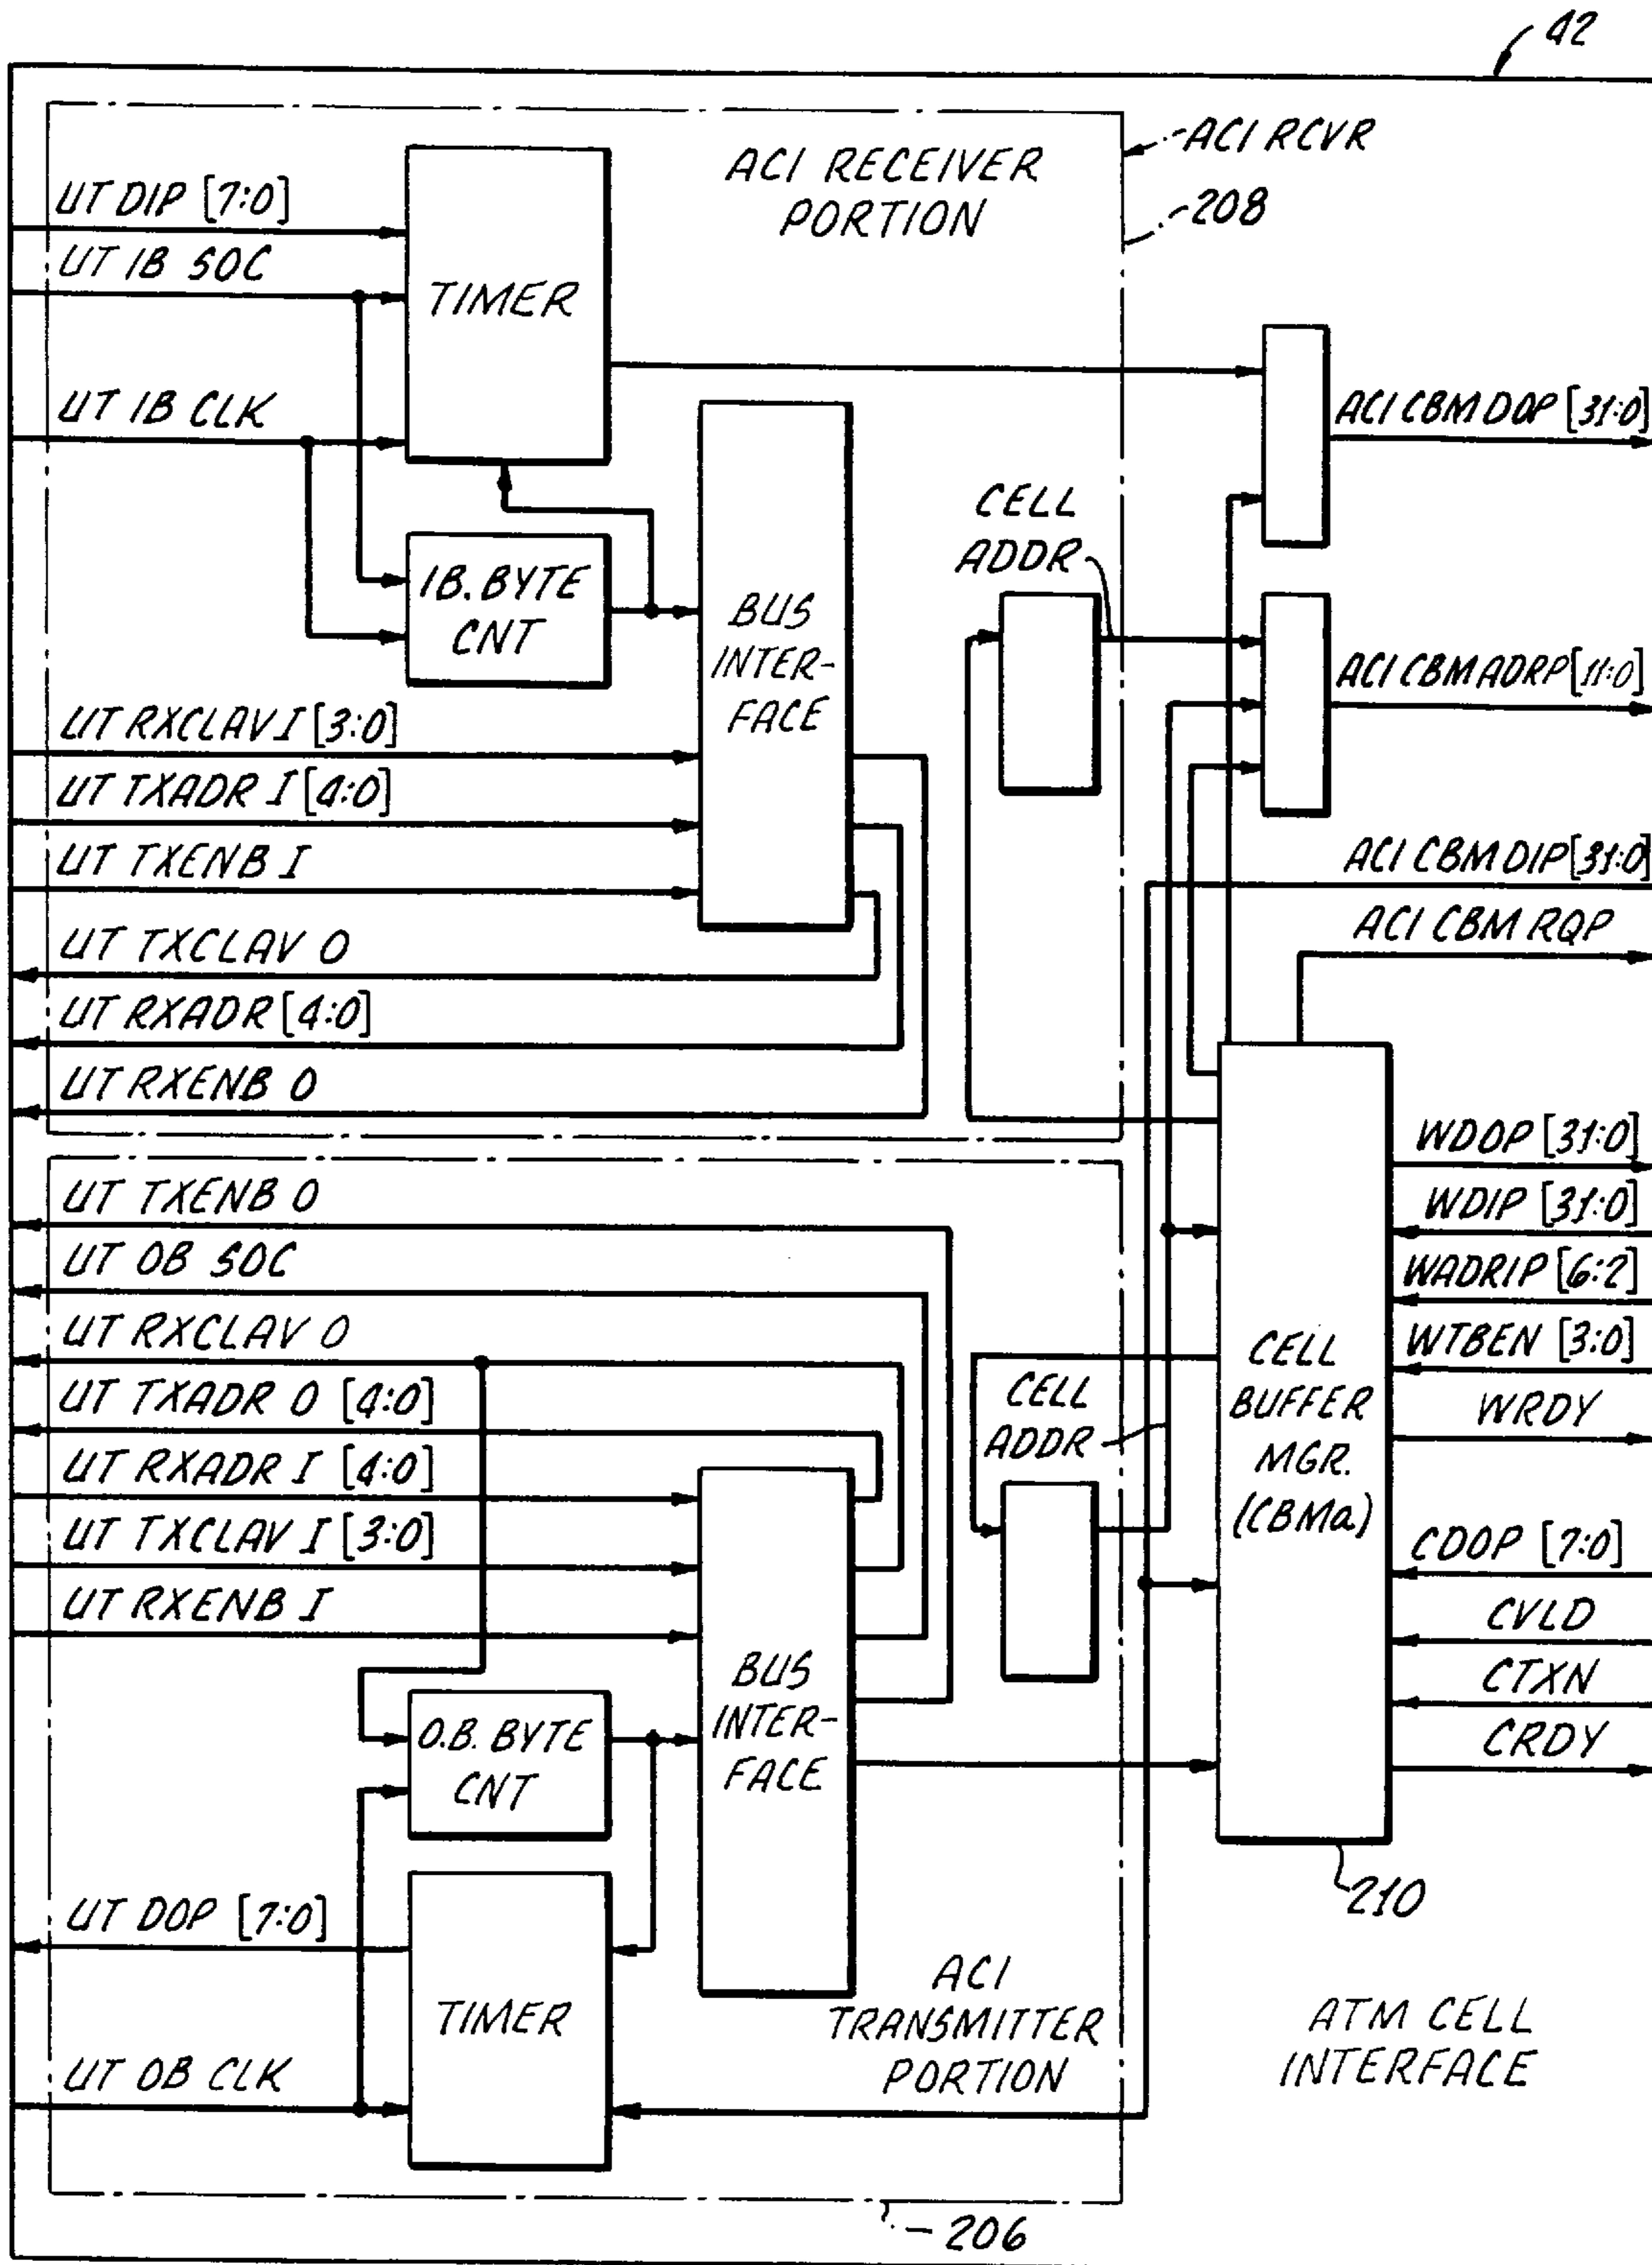 42
ACI RCVR
208
ACI RECEIVER
PORTION
UT DIP [7:0]
UT IB SOC
TIMER
UT IB CLK
ACI CBM DOP [31:0]
CELL
ADDR
IB. BYTE
CNT
BUS
INTER-
FACE
ACI CBM ADRP [11:0]
UT RXCLAV I [3:0]
UT TXADR I [4:0]
UT TXENB I
ACI CBM DIP [31:0]
ACI CBM RQP
UT TXCLAV O
UT RXADR [4:0]
UT RXENB O
WDOP [31:0]
UT TXENB O
WDIP [31:0]
UT OB SOC
WADRIP [6:2]
UT RXCLAV O
WTBEN [3:0]
CELL
BUFFER
MGR.
(CBMa)
UT TXADR O [4:0]
CELL
ADDR
WRDY
UT RXADR I [4:0]
UT TXCLAV I [3:0]
CDOP [7:0]
UT RXENB I
CVLD
BUS
INTER-
FACE
CTXN
O.B. BYTE
CNT
CRDY
210
UT DOP [7:0]
ACI
TRANSMITTER
PORTION
TIMER
ATM CELL
INTERFACE
UT OB CLK
206